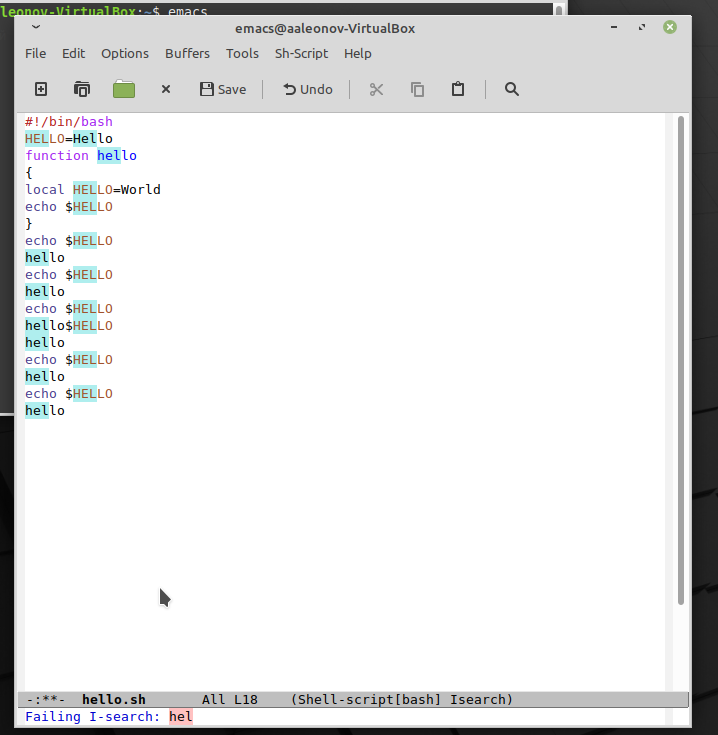 leonov-VirtualBox:~$ emacs
emacs@aaleonov-VirtualBox
File Edit Options Buffers Tools Sh-Script Help
Save Undo
#!/bin/bash
HELLO=Hello
function hello
{
local HELLO=World
echo $HELLO
}
echo $HELLO
hello
echo $HELLO
hello
echo $HELLO
hello$HELLO
hello
echo $HELLO
hello
echo $HELLO
hello
-:**-  hello.sh       All L18    (Shell-script[bash] Isearch)
Failing I-search: hel